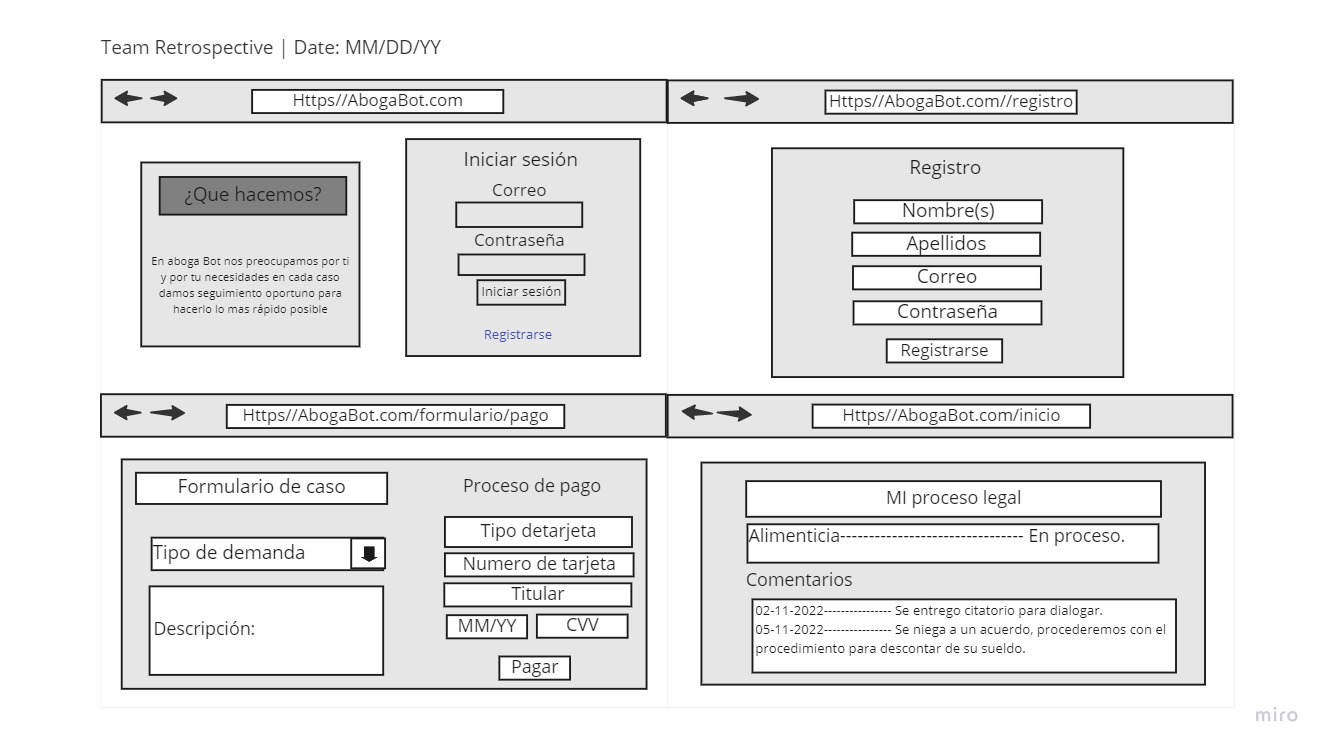 Team Retrospective | Date: MM/DD/YY
Https//AbogaBot.com
¿Que hacemos?
En aboga Bot nos preocupamos por ti
y por tu necesidades en cada caso
damos seguimiento oportuno para
hacerlo lo mas rápido posible
Iniciar sesión
Correo
Contraseña
Iniciar sesión
Registrarse
Https//AbogaBot.com//registro
Registro
Nombre(s)
Apellidos
Correo
Contraseña
Registrarse
Https//AbogaBot.com/formulario/pago
Formulario de caso
Tipo de demanda
Descripción:
Proceso de pago
Tipo detarjeta
Numero de tarjeta
Titular
MM/YY
CVV
Pagar
Https//AbogaBot.com/inicio
MI proceso legal
Alimenticia-------------------------------- En proceso.
Comentarios
02-11-2022---------------- Se entrego citatorio para dialogar.
05-11-2022---------------- Se niega a un acuerdo, procederemos con el
procedimiento para descontar de su sueldo.
miro